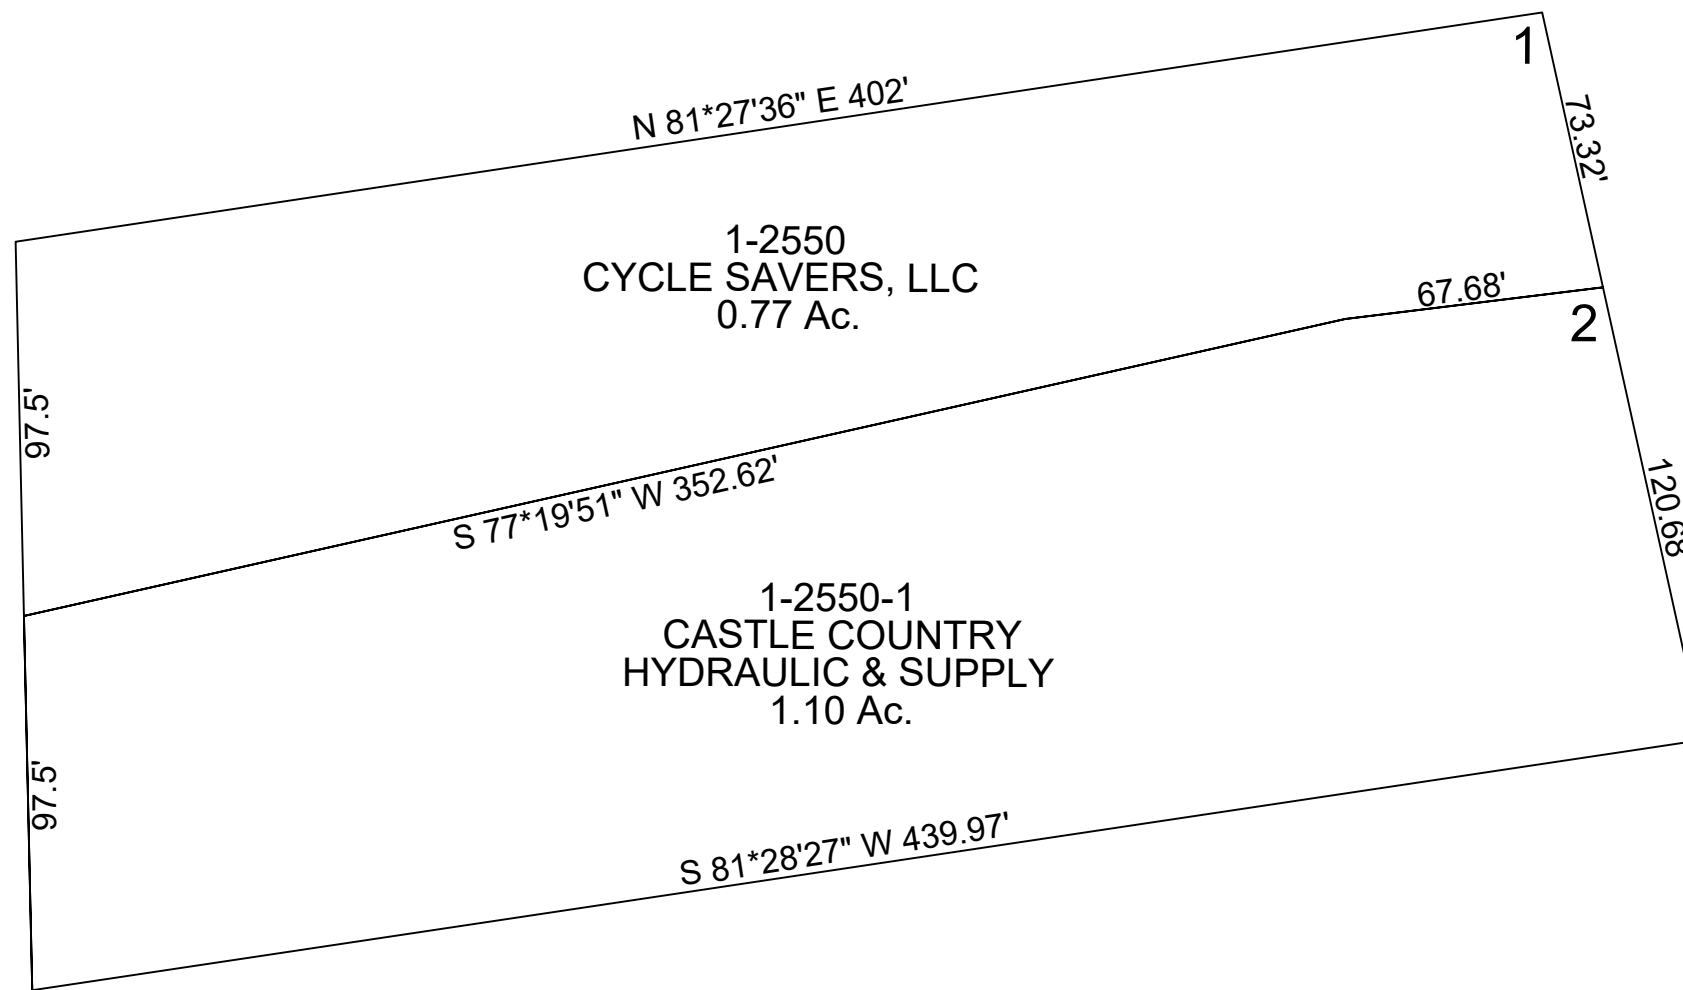 1
N 81*27'36" E 402'
73.32'
1-2550
CYCLE SAVERS, LLC
0.77 Ac.
67.68'
2
97.5'
S 77*19'51" W 352.62'
120.68
1-2550-1
CASTLE COUNTRY
HYDRAULIC & SUPPLY
1.10 Ac.
97.5'
S 81*28'27" W 439.97'